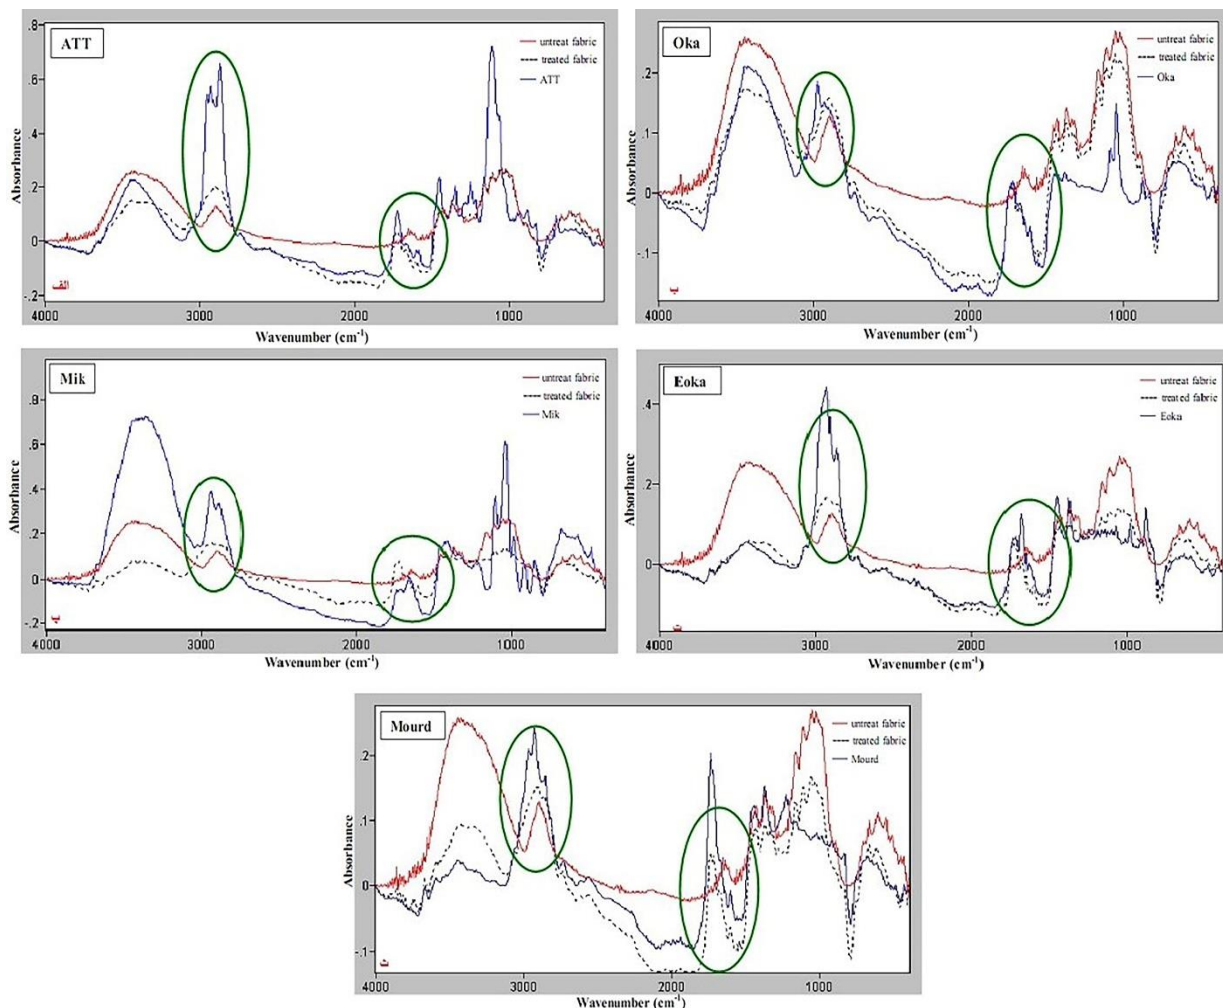 ATT
untreat fabric
treated fabric
ATT
Absorbance
.8
.6
.4
.2
0
-.2
الف
4000 3000 2000 1000
Wavenumber (cm-1)
Oka
untreat fabric
treated fabric
Oka
Absorbance
.2
.1
0
.1
ب
4000 3000 2000 1000
Wavenumber (cm-1)
Mik
untreat fabric
treated fabric
Mik
Absorbance
.8
.6
.4
.2
0
-.2
4000 3000 2000 1000
Wavenumber (cm-1)
Eoka
untreat fabric
treated fabric
Eoka
Absorbance
.4
.2
0
4000 3000 2000 1000
Wavenumber (cm-1)
Mourd
untreat fabric
treated fabric
Mourd
Absorbance
.2
.1
0
.1
4000 3000 2000 1000
Wavenumber (cm-1)